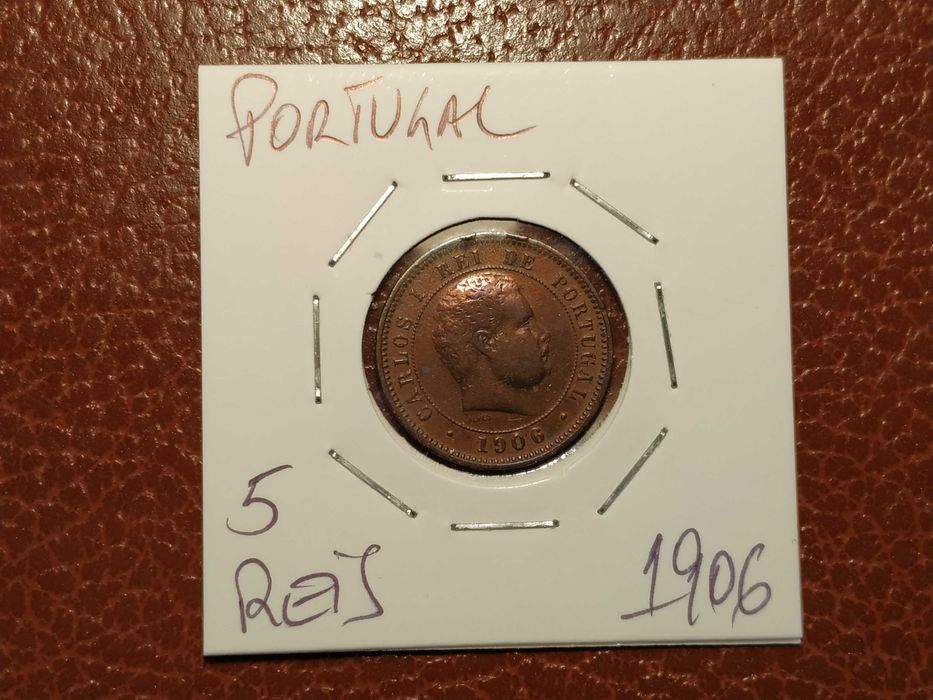 PORTUGAL
CARLOS I REI DE PORTUGAL
• 1906 •
5
REIS
1906